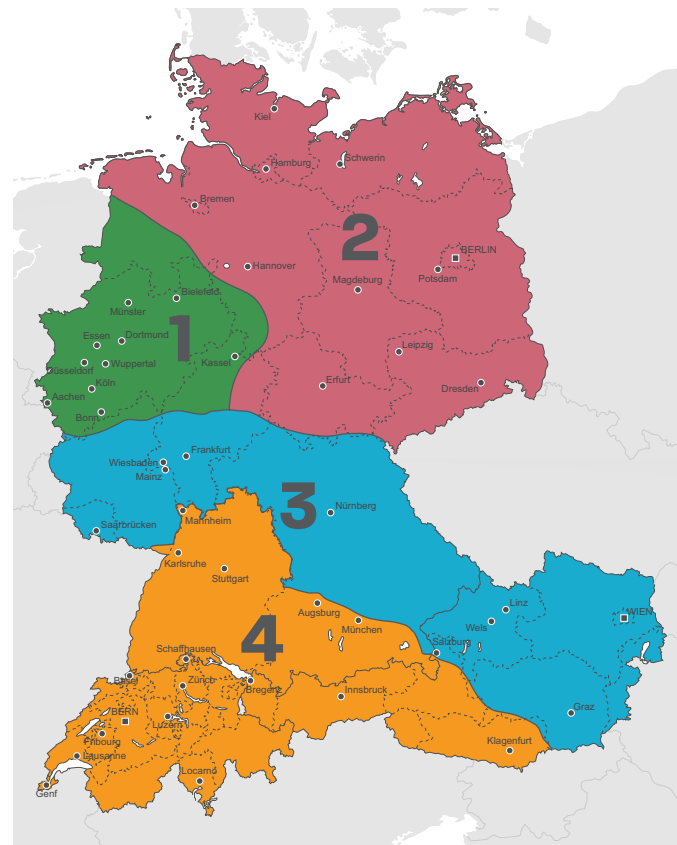 Kiel
Hamburg
Schwerin
Bremen
2
BERLIN
Hannover
Potsdam
Magdeburg
Bielefeld
Münster
1
Essen
Dortmund
Leipzig
Düsseldorf
Wuppertal
Kassel
Köln
Erfurt
Dresden
Aachen
Bonn
Frankfurt
Wiesbaden
Mainz
3
Nürnberg
Mannheim
Saarbrücken
Karlsruhe
Stuttgart
Augsburg
Linz
WIEN
München
Wels
4
Salzburg
Schaffhausen
Basel
Zürich
Bregenz
Innsbruck
BERN
Luzern
Graz
Fribourg
Klagenfurt
Lausanne
Locarno
Genf